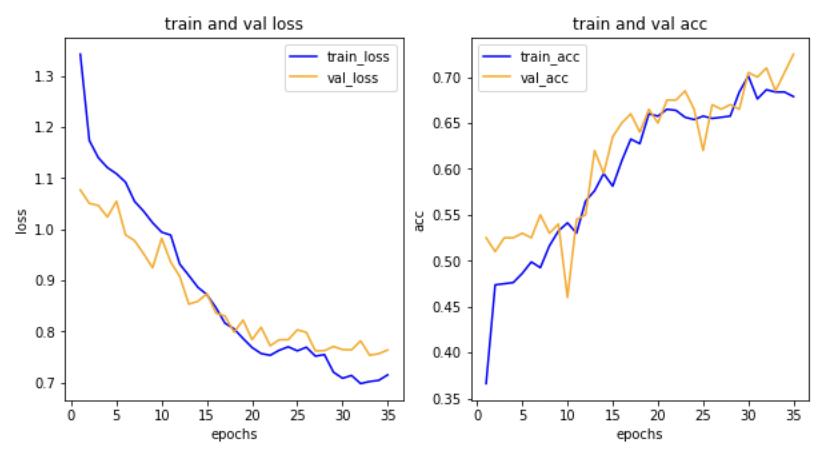 train and val loss
train_loss
val_loss
loss
1.3
1.2
1.1
1.0
0.9
0.8
0.7
0 5 10 15 20 25 30 35
epochs
train and val acc
train_acc
val_acc
acc
0.70
0.65
0.60
0.55
0.50
0.45
0.40
0.35
0 5 10 15 20 25 30 35
epochs